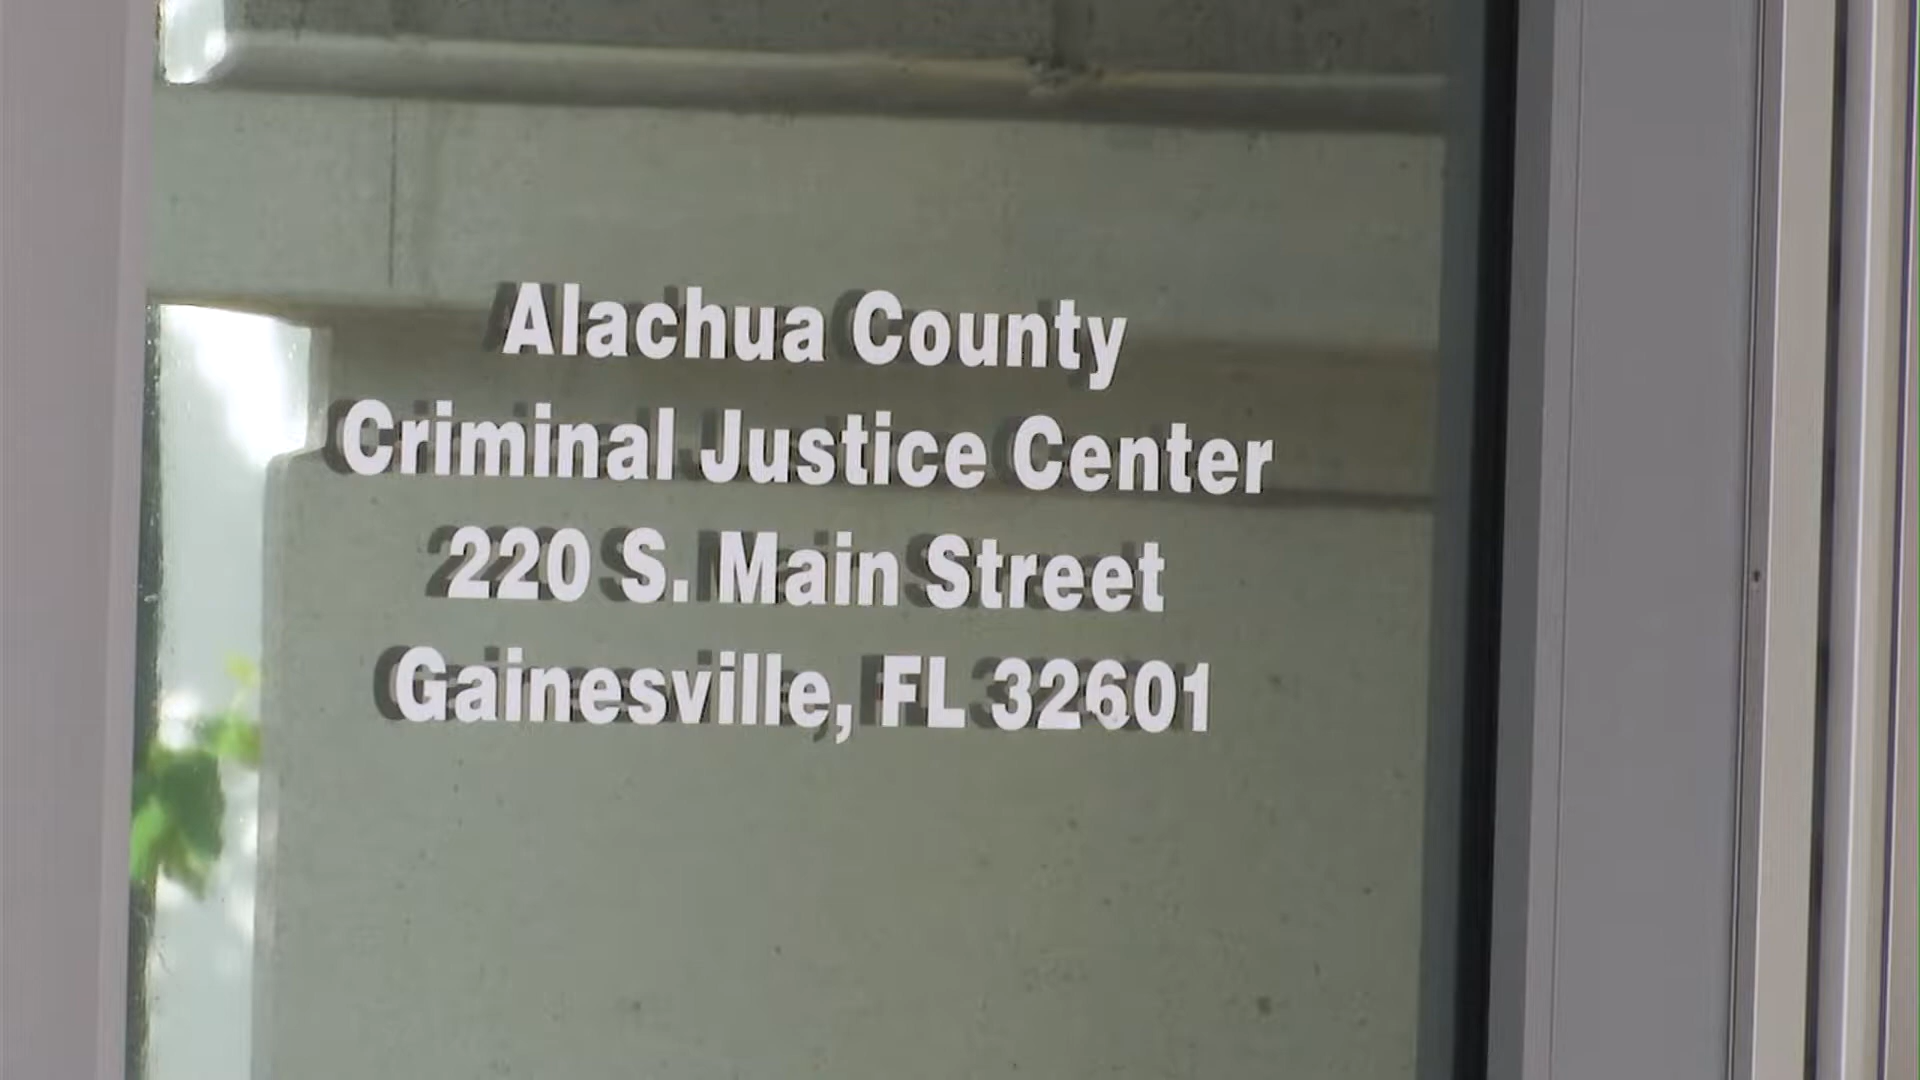 Alachua County
Criminal Justice Center
220 S. Main Street
Gainesville, FL 32601